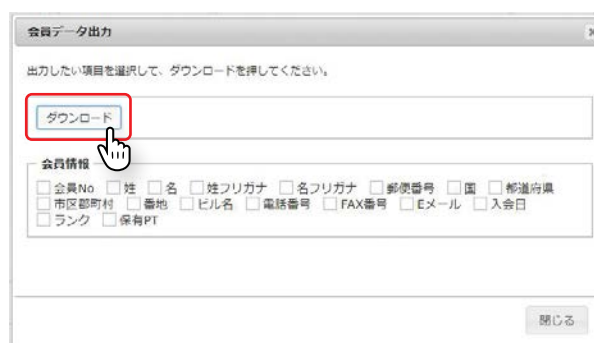 会員データ出力
出力したい項目を選択して、ダウンロードを押してください。
ダウンロード
会員情報
会員No 姓 名 姓フリガナ 名フリガナ 郵便番号 国 都道府県
市区郡町村 番地 ビル名 電話番号 FAX番号 Eメール 入会日
ランク 保有PT
閉じる